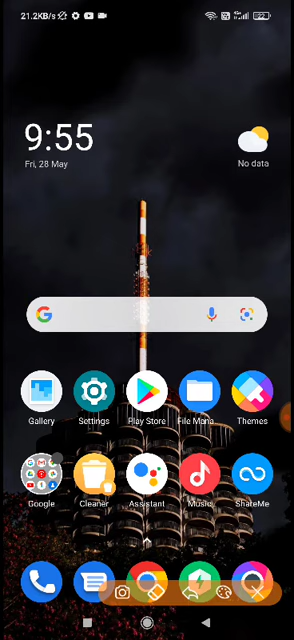 21.2KB/s
22
9:55
Fri, 28 May
No data
Gallery
Settings
Play Store
File Mana
Themes
Google
Cleaner
Assistant
Music
ShareMe